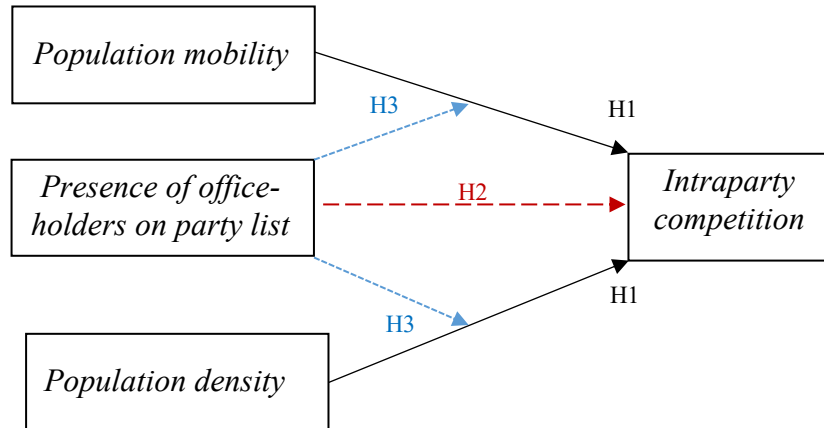 Population mobility
H3
H1
Presence of office-
holders on party list
H2
Intraparty
competition
H3
H1
Population density